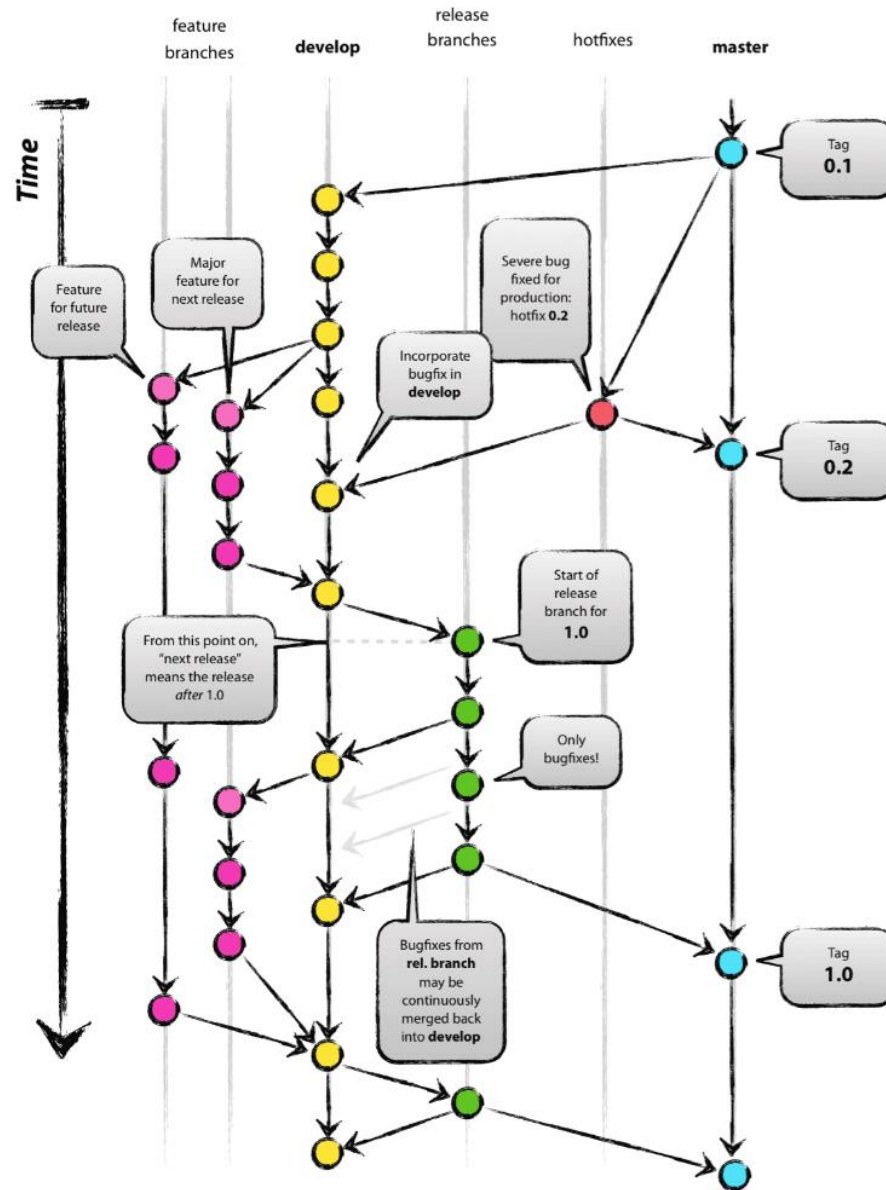 feature
branches
develop
release
branches
hotfixes
master
Time
Tag
0.1
Major
feature for
next release
Severe bug
fixed for
production:
hotfix 0.2
Feature
for future
release
Incorporate
bugfix in
develop
Tag
0.2
Start of
release
branch for
1.0
From this point on,
“next release”
means the release
after 1.0
Only
bugfixes!
Bugfixes from
rel. branch
may be
continuously
merged back
into develop
Tag
1.0